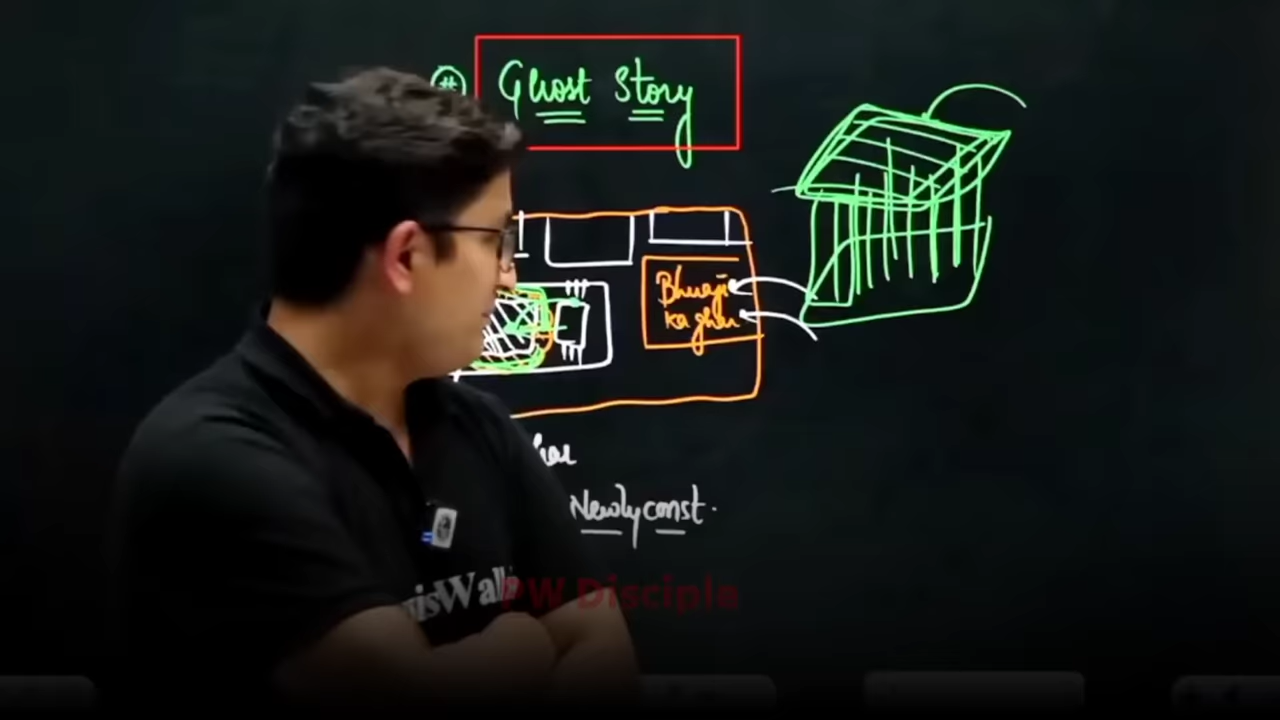 # Ghost Story
Bhuaji
ka ghar
Newly const.
PW Disciple